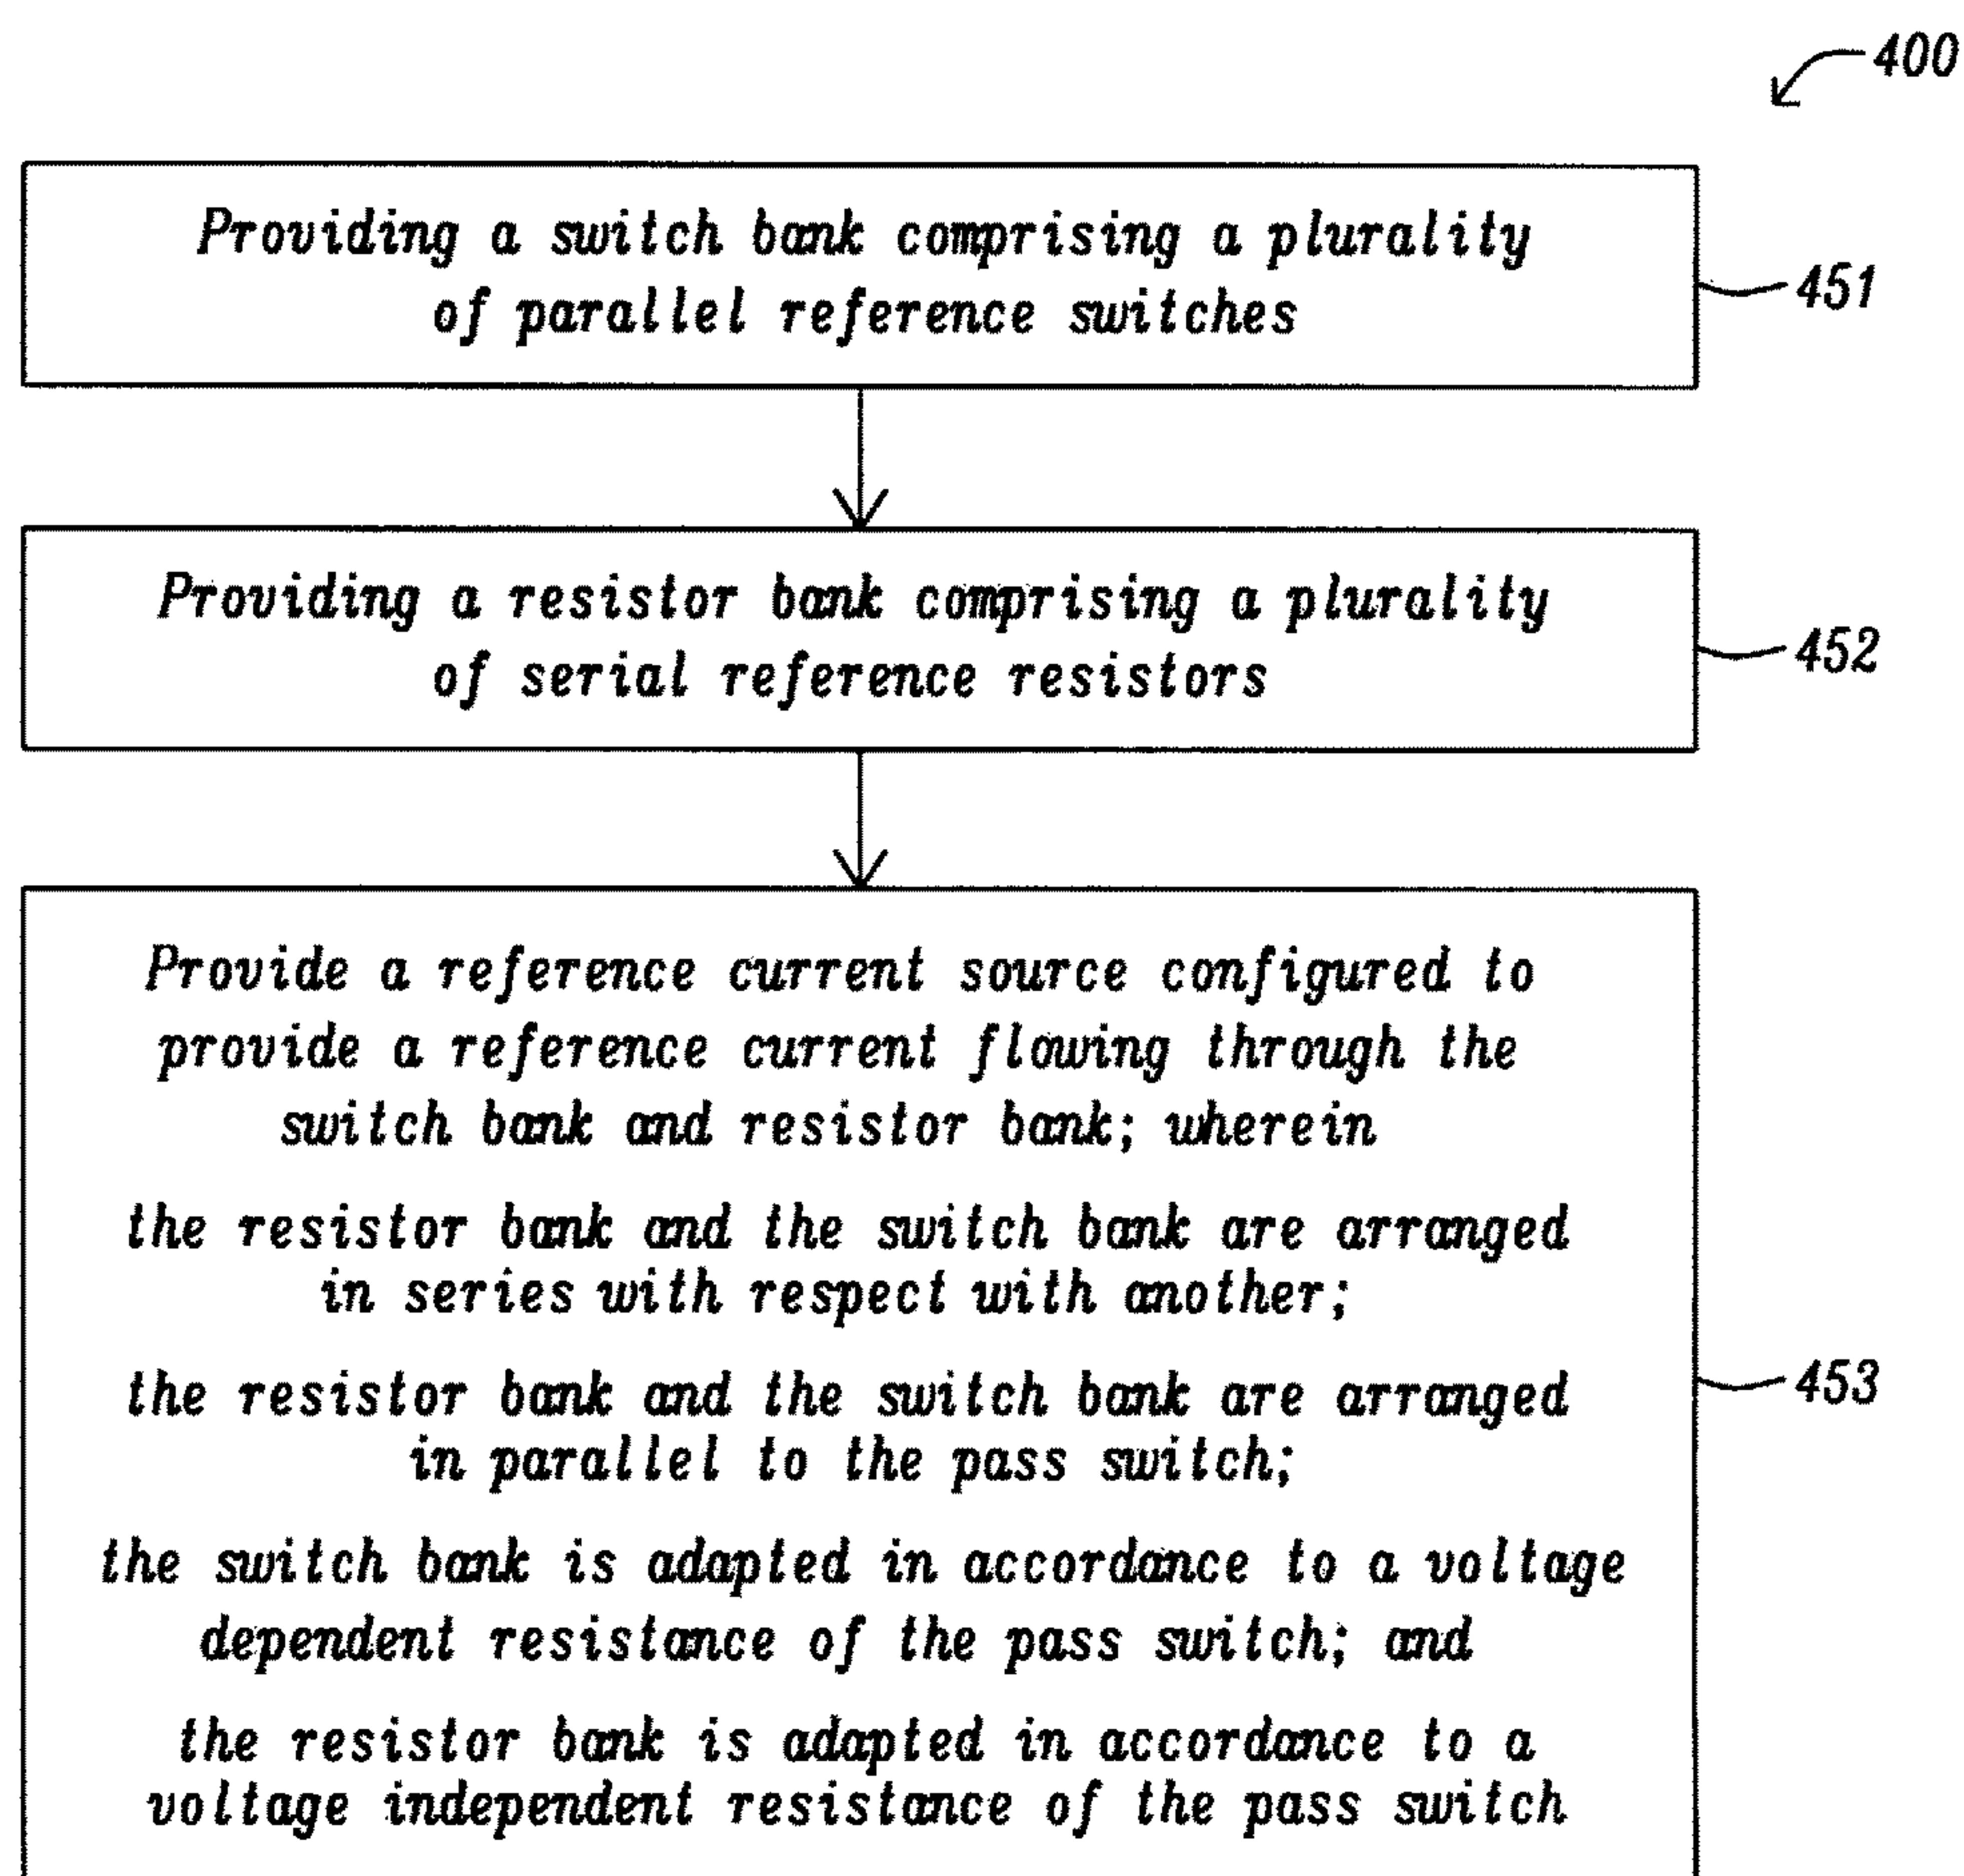 400
Providing a switch bank comprising a plurality
of parallel reference switches
451
Providing a resistor bank comprising a plurality
of serial reference resistors
452
Provide a reference current source configured to
provide a reference current flowing through the
switch bank and resistor bank; wherein
the resistor bank and the switch bank are arranged
in series with respect with another;
the resistor bank and the switch bank are arranged
in parallel to the pass switch;
the switch bank is adapted in accordance to a voltage
dependent resistance of the pass switch; and
the resistor bank is adapted in accordance to a
voltage independent resistance of the pass switch
453